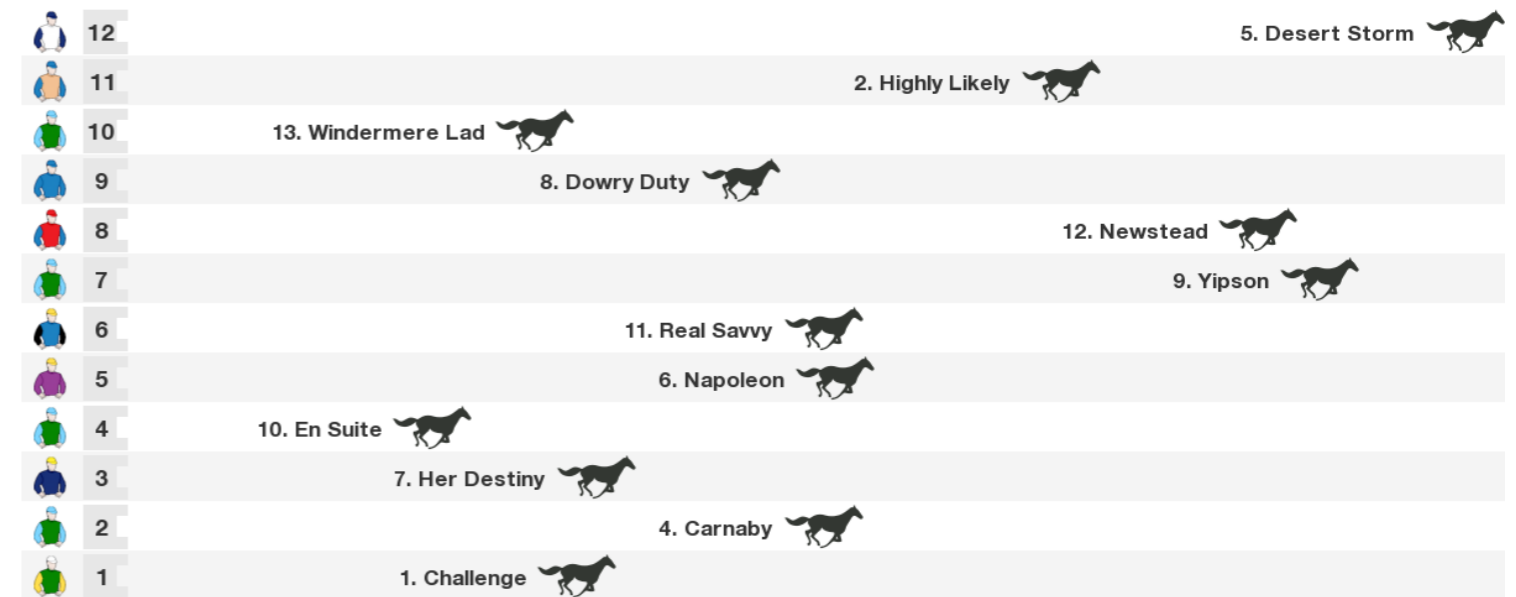 12 5. Desert Storm
11 2. Highly Likely
10 13. Windermere Lad
9 8. Dowry Duty
8 12. Newstead
7 9. Yipson
6 11. Real Savvy
5 6. Napoleon
4 10. En Suite
3 7. Her Destiny
2 4. Carnaby
1 1. Challenge